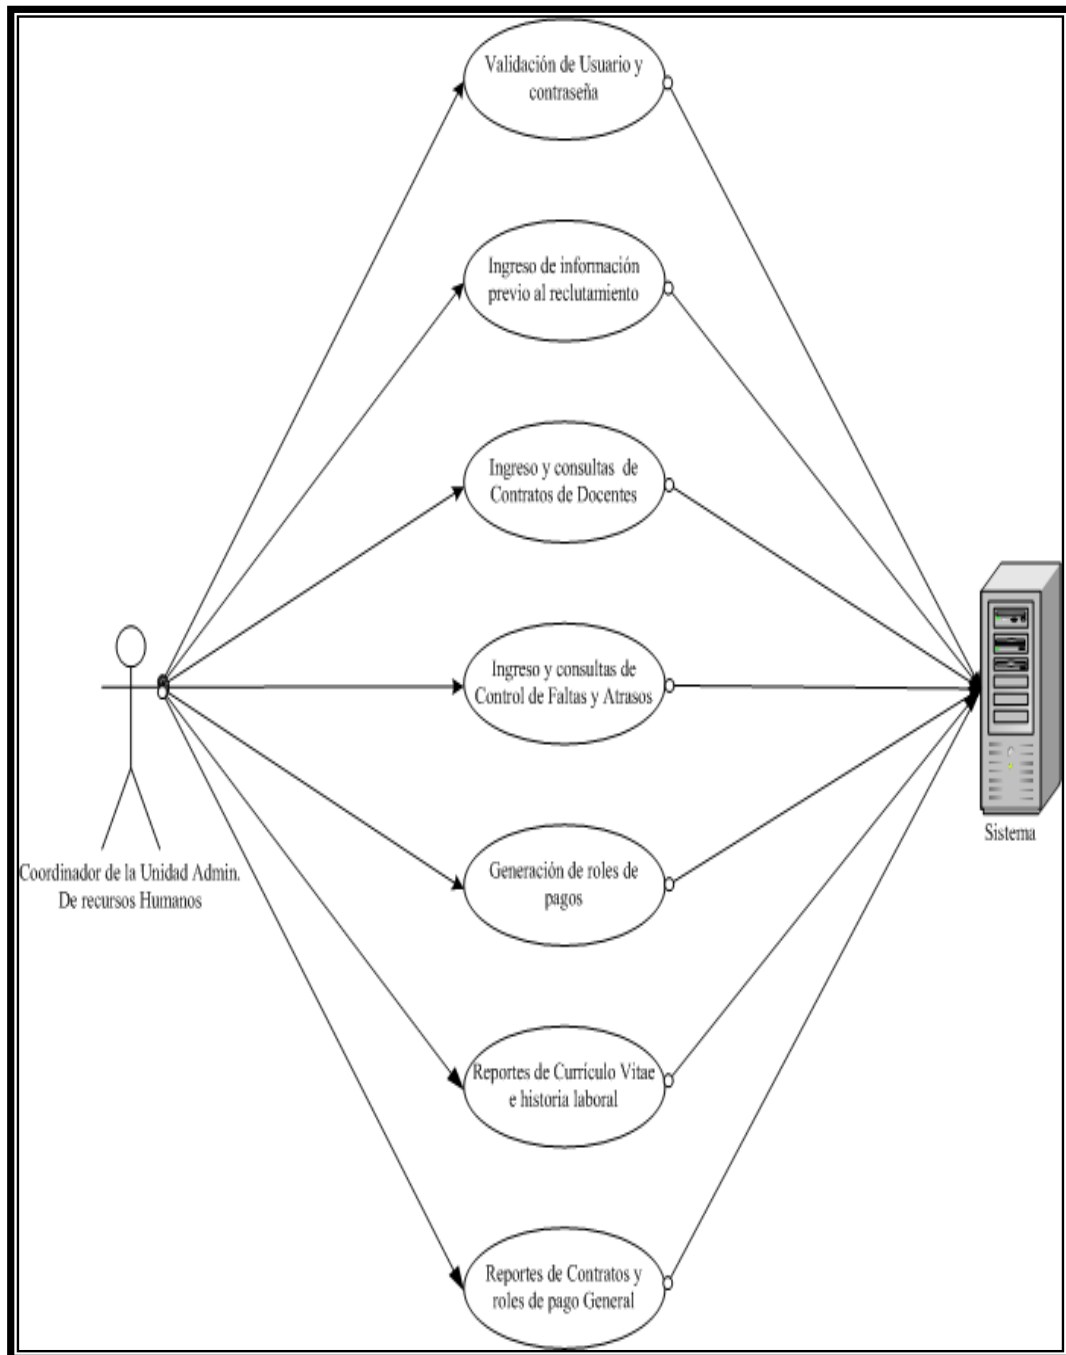 Validación de Usuario y
contraseña
Ingreso de información
previo al reclutamiento
Ingreso y consultas de
Contratos de Docentes
Ingreso y consultas de
Control de Faltas y Atrasos
Sistema
Generación de roles de
pagos
Coordinador de la Unidad Admin.
De recursos Humanos
Reportes de Currículo Vitae
e historia laboral
Reportes de Contratos y
roles de pago General